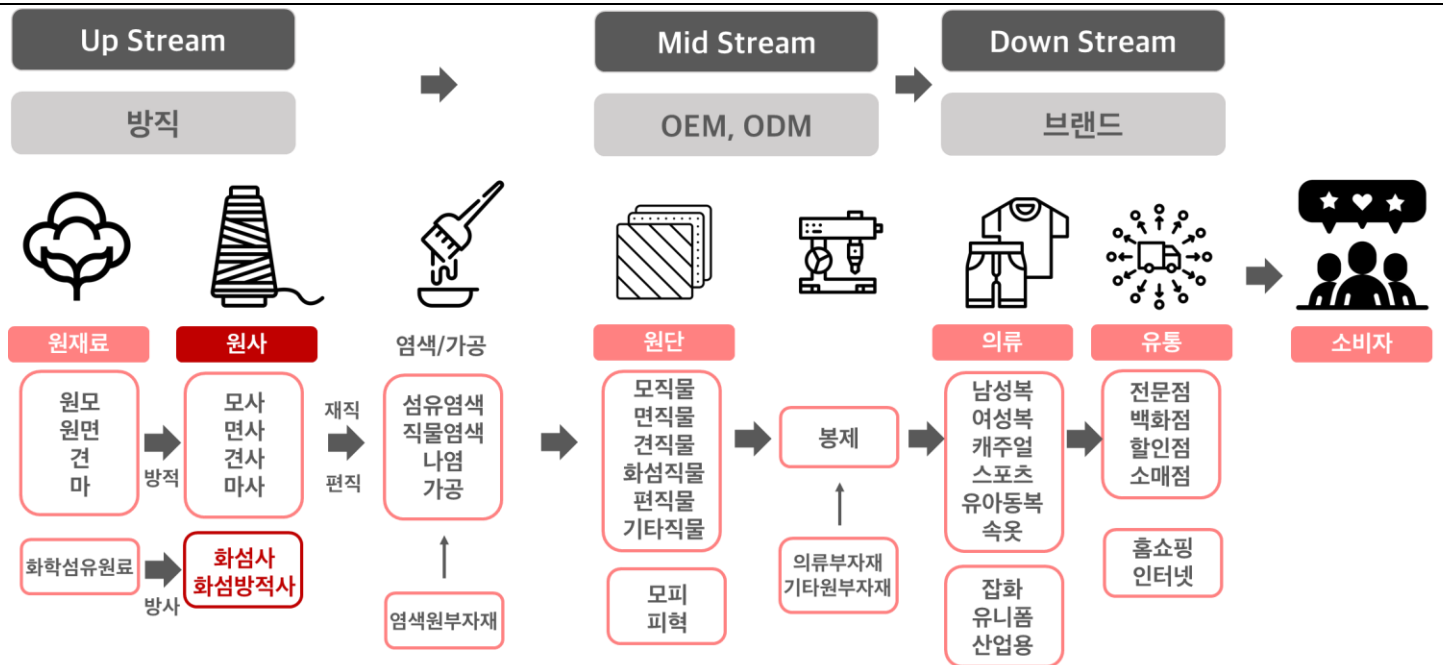 Up Stream
Mid Stream
Down Stream
방직
OEM, ODM
브랜드
원재료
원사
염색/가공
원단
의류
유통
소비자
원모
원면
견
마
방적
모사
면사
견사
마사
재직
편직
섬유염색
직물염색
나염
가공
모직물
면직물
견직물
화섬직물
편직물
기타직물
봉제
남성복
여성복
캐주얼
스포츠
유아동복
속옷
전문점
백화점
할인점
소매점
화학섬유원료
방사
화섬사
화섬방적사
염색원부자재
모피
피혁
의류부자재
기타원부자재
잡화
유니폼
산업용
홈쇼핑
인터넷